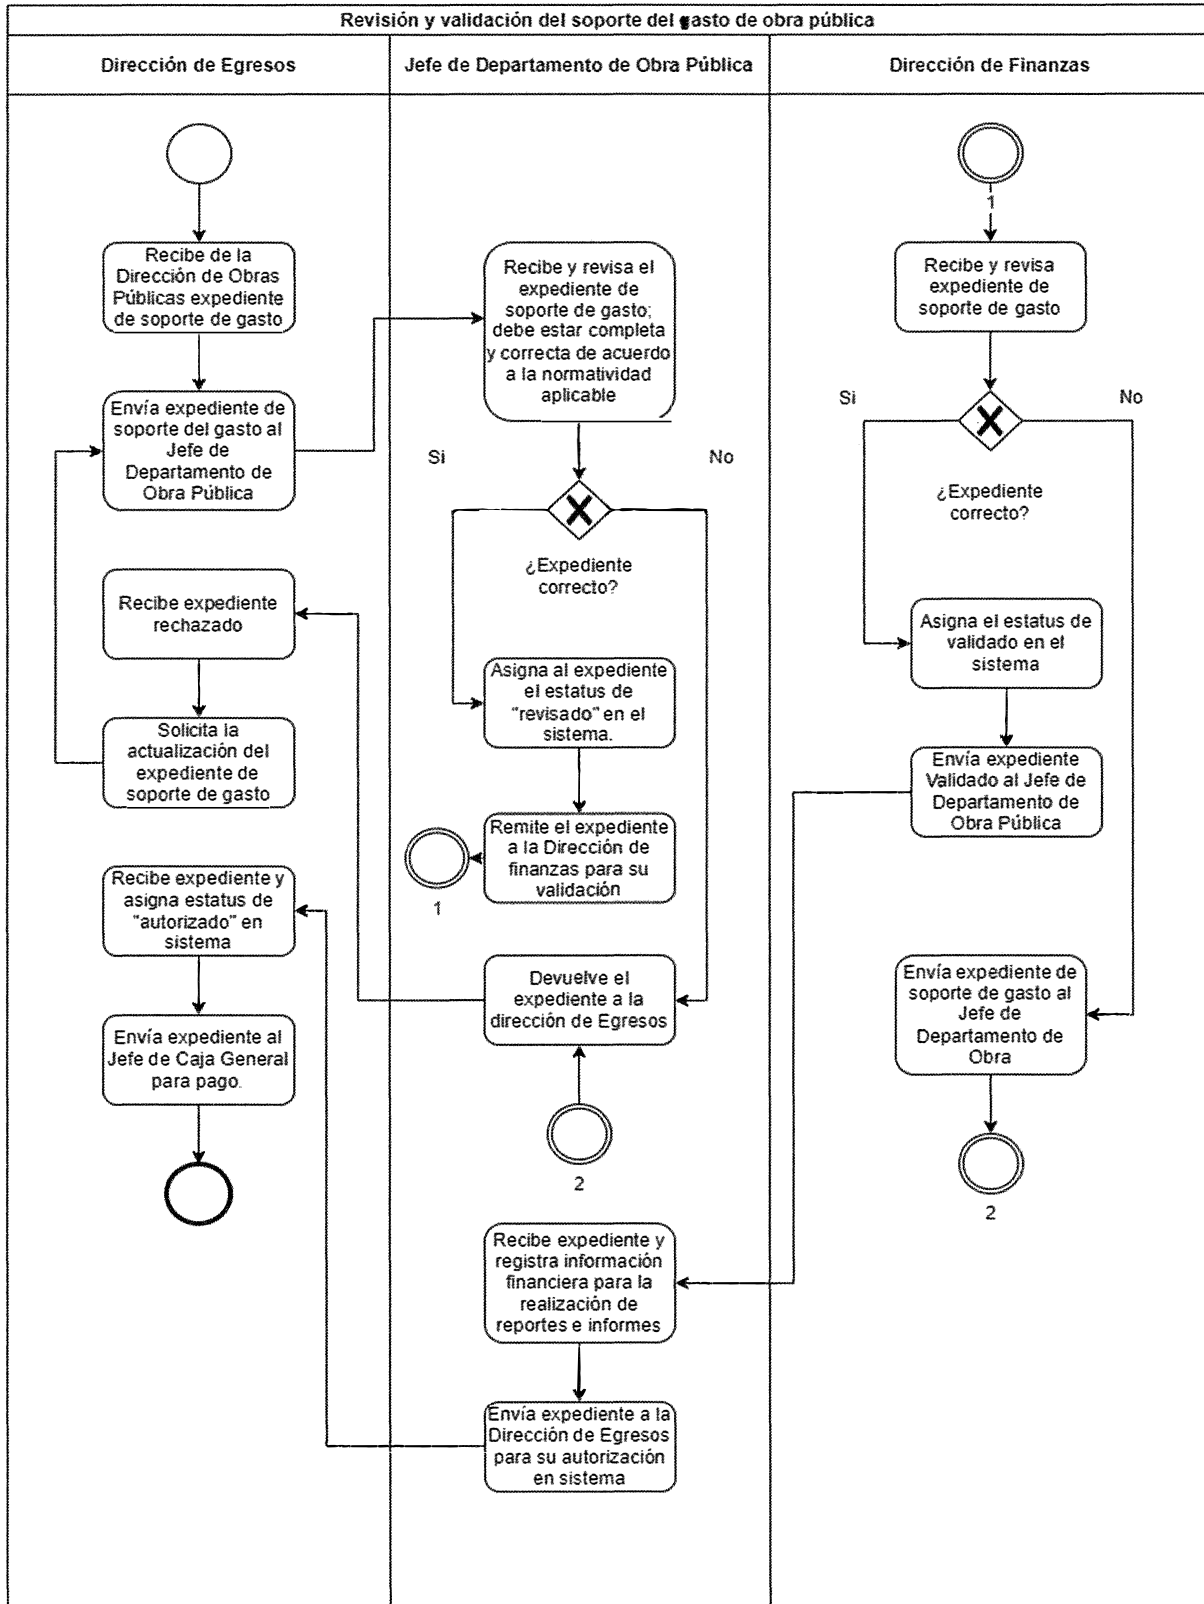 Revisión y validación del soporte del gasto de obra pública
Dirección de Egresos
Jefe de Departamento de Obra Pública
Dirección de Finanzas
Recibe de la
Dirección de Obras
Públicas expediente
de soporte de gasto
Envía expediente de
soporte del gasto al
Jefe de
Departamento de
Obra Pública
Recibe expediente
rechazado
Solicita la
actualización del
expediente de
soporte de gasto
Recibe expediente y
asigna estatus de
"autorizado" en
sistema
Envía expediente al
Jefe de Caja General
para pago.
Recibe y revisa el
expediente de
soporte de gasto;
debe estar completa
y correcta de acuerdo
a la normatividad
aplicable
Si
No
¿Expediente
correcto?
Asigna al expediente
el estatus de
"revisado" en el
sistema.
Remite el expediente
a la Dirección de
finanzas para su
validación
1
Devuelve el
expediente a la
dirección de Egresos
2
Recibe expediente y
registra información
financiera para la
realización de
reportes e informes
Envía expediente a la
Dirección de Egresos
para su autorización
en sistema
1
Recibe y revisa
expediente de
soporte de gasto
Si
No
¿Expediente
correcto?
Asigna el estatus de
validado en el
sistema
Envía expediente
Validado al Jefe de
Departamento de
Obra Pública
Envía expediente de
soporte de gasto al
Jefe de
Departamento de
Obra
2